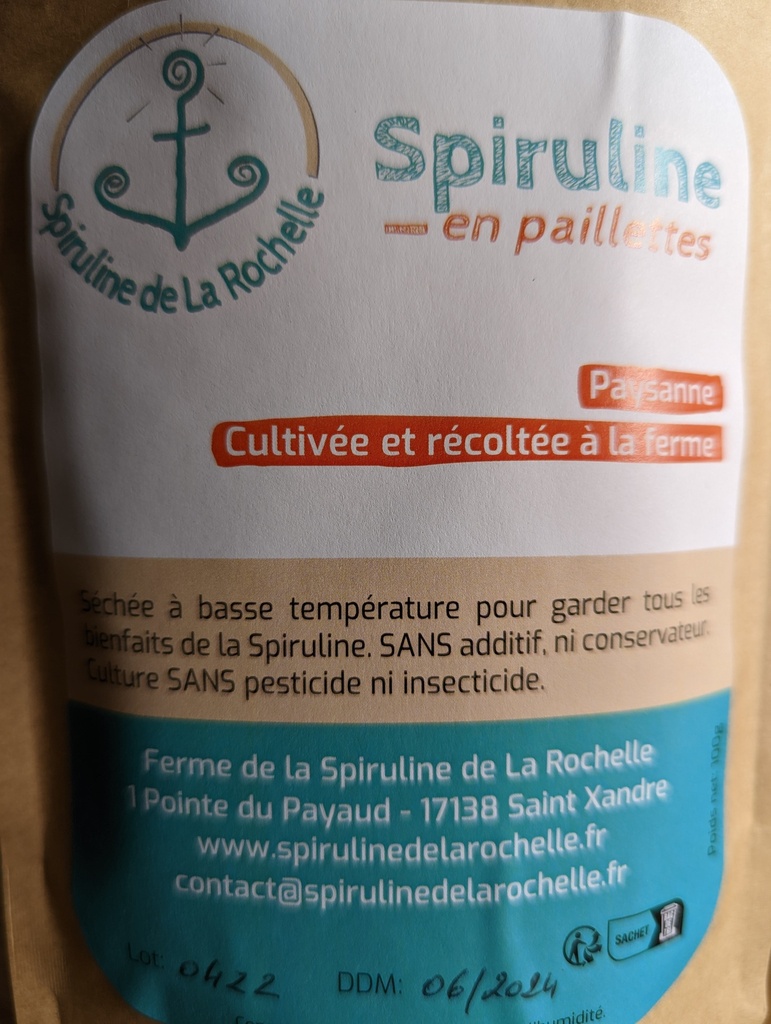 Spiruline de La Rochelle
Spiruline
en paillettes
Paysanne
Cultivée et récoltée à la ferme
Séchée à basse température pour garder tous les
bienfaits de la Spiruline. SANS additif, ni conservateur.
Culture SANS pesticide ni insecticide.
Ferme de la Spiruline de La Rochelle
1 Pointe du Payaud - 17138 Saint Xandre
www.spirulinedelarochelle.fr
contact@spirulinedelarochelle.fr
Poids net 100g
SACHET
Lot: 0422 DDM: 06/2024
l'humidité.